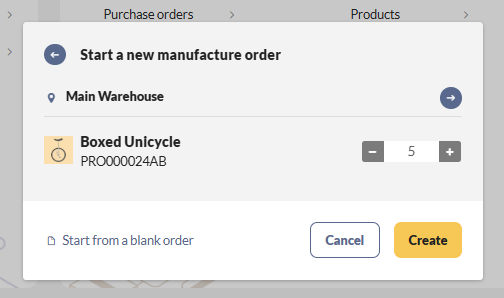 Purchase orders
Products
Start a new manufacture order
Main Warehouse
Boxed Unicycle
PRO000024AB
− 5 +
Start from a blank order
Cancel
Create